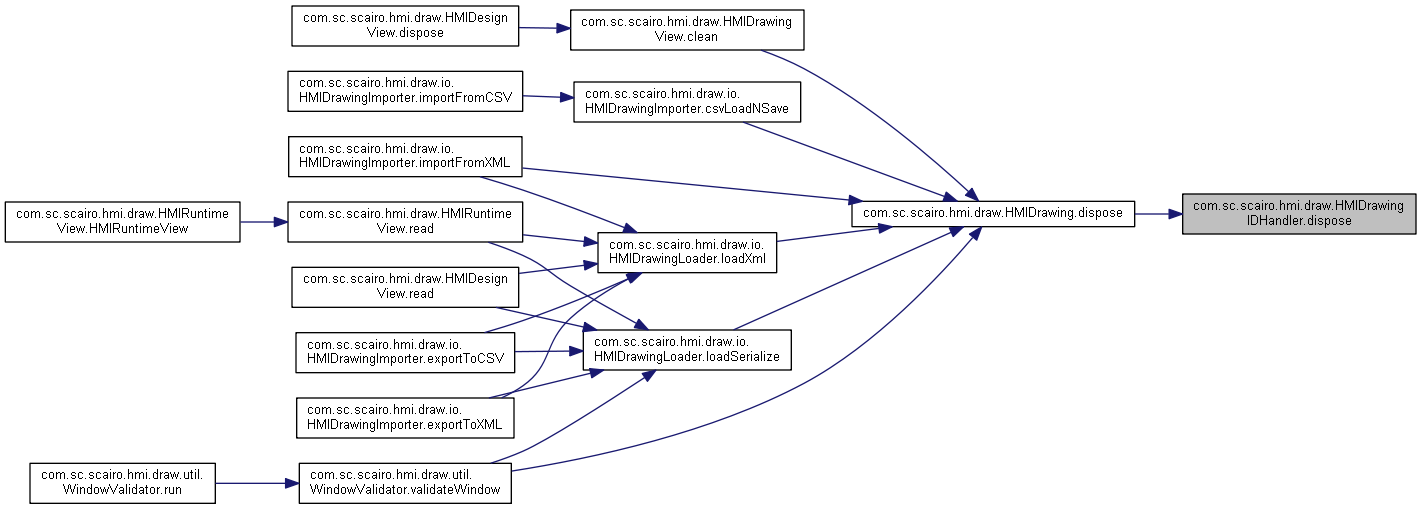 com.sc.scairo.hmi.draw.HMIDesign
View.dispose
com.sc.scairo.hmi.draw.HMIDrawing
View.clean
com.sc.scairo.hmi.draw.io.
HMIDrawingImporter.importFromCSV
com.sc.scairo.hmi.draw.io.
HMIDrawingImporter.csvLoadNSave
com.sc.scairo.hmi.draw.io.
HMIDrawingImporter.importFromXML
com.sc.scairo.hmi.draw.HMIRuntime
View.HMIRuntimeView
com.sc.scairo.hmi.draw.HMIRuntime
View.read
com.sc.scairo.hmi.draw.HMIDrawing.dispose
com.sc.scairo.hmi.draw.HMIDrawing
IDHandler.dispose
com.sc.scairo.hmi.draw.io.
HMIDrawingLoader.loadXml
com.sc.scairo.hmi.draw.HMIDesign
View.read
com.sc.scairo.hmi.draw.io.
HMIDrawingImporter.exportToCSV
com.sc.scairo.hmi.draw.io.
HMIDrawingLoader.loadSerialize
com.sc.scairo.hmi.draw.io.
HMIDrawingImporter.exportToXML
com.sc.scairo.hmi.draw.util.
WindowValidator.run
com.sc.scairo.hmi.draw.util.
WindowValidator.validateWindow